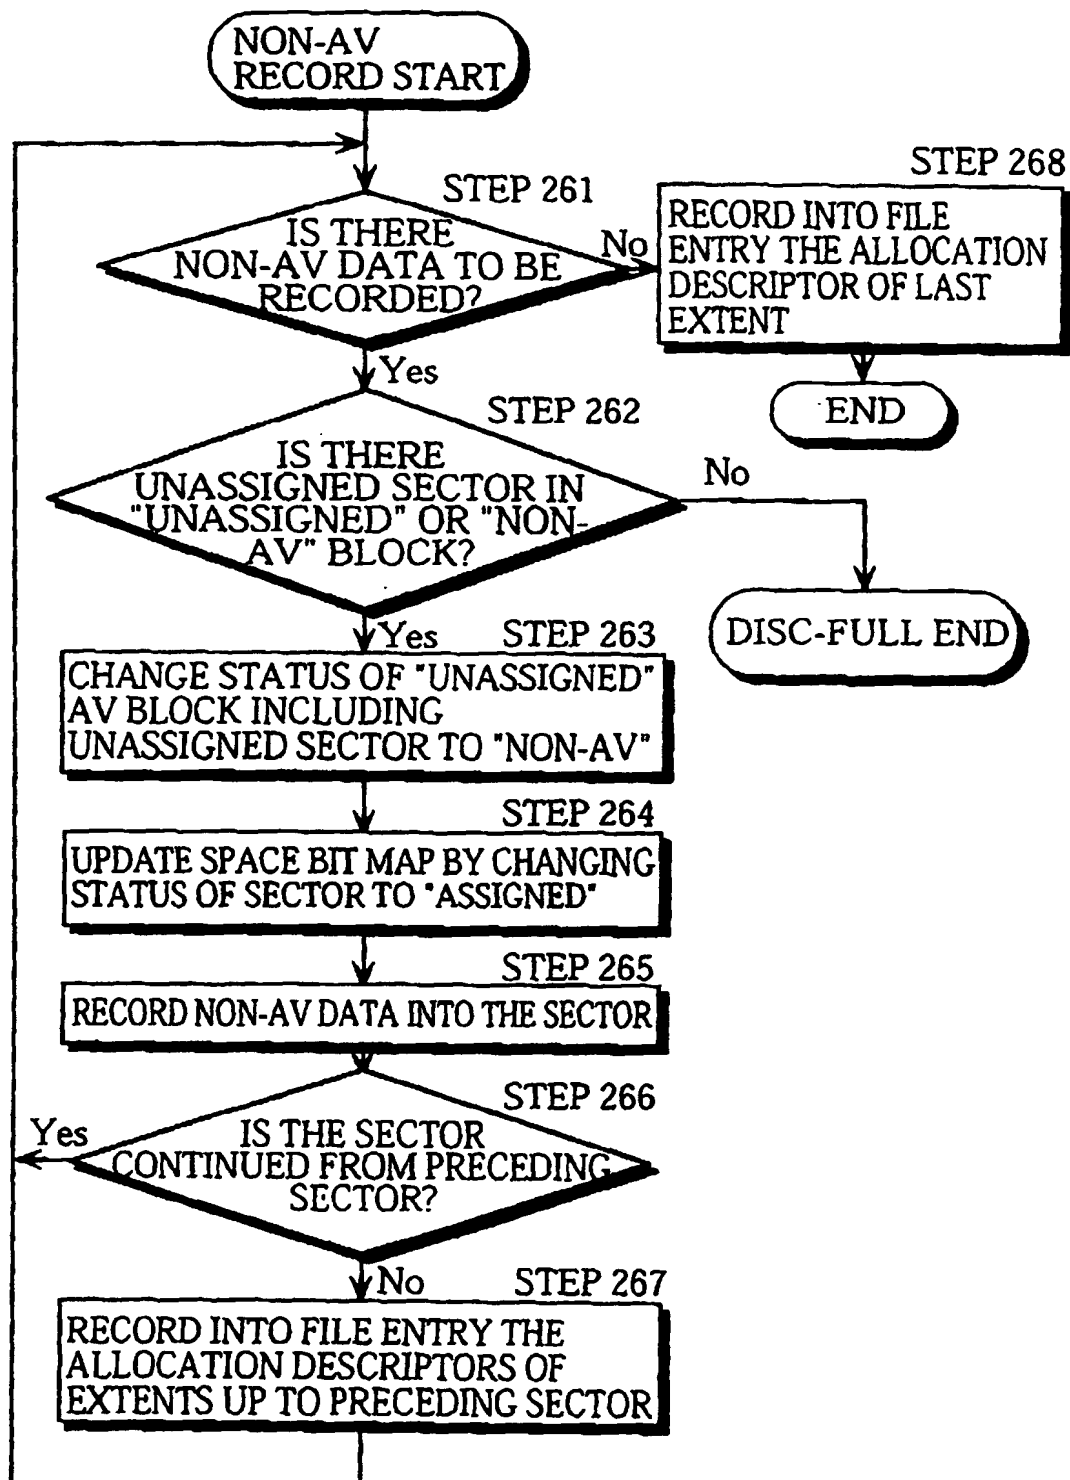 NON-AV
RECORD START
STEP 261
IS THERE
NON-AV DATA TO BE
RECORDED?
No
STEP 268
RECORD INTO FILE
ENTRY THE ALLOCATION
DESCRIPTOR OF LAST
EXTENT
END
Yes
STEP 262
IS THERE
UNASSIGNED SECTOR IN
"UNASSIGNED" OR "NON-
AV" BLOCK?
No
DISC-FULL END
Yes
STEP 263
CHANGE STATUS OF "UNASSIGNED"
AV BLOCK INCLUDING
UNASSIGNED SECTOR TO "NON-AV"
STEP 264
UPDATE SPACE BIT MAP BY CHANGING
STATUS OF SECTOR TO "ASSIGNED"
STEP 265
RECORD NON-AV DATA INTO THE SECTOR
STEP 266
Yes
IS THE SECTOR
CONTINUED FROM PRECEDING
SECTOR?
No
STEP 267
RECORD INTO FILE ENTRY THE
ALLOCATION DESCRIPTORS OF
EXTENTS UP TO PRECEDING SECTOR